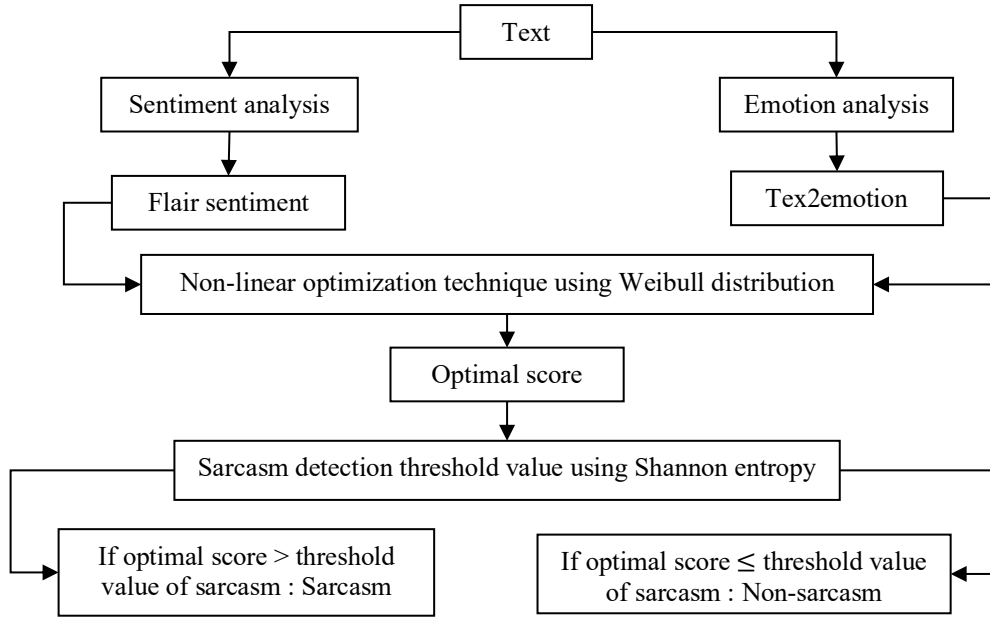 Text
Sentiment analysis
Emotion analysis
Flair sentiment
Tex2emotion
Non-linear optimization technique using Weibull distribution
Optimal score
Sarcasm detection threshold value using Shannon entropy
If optimal score > threshold
value of sarcasm : Sarcasm
If optimal score ≤ threshold value
of sarcasm : Non-sarcasm